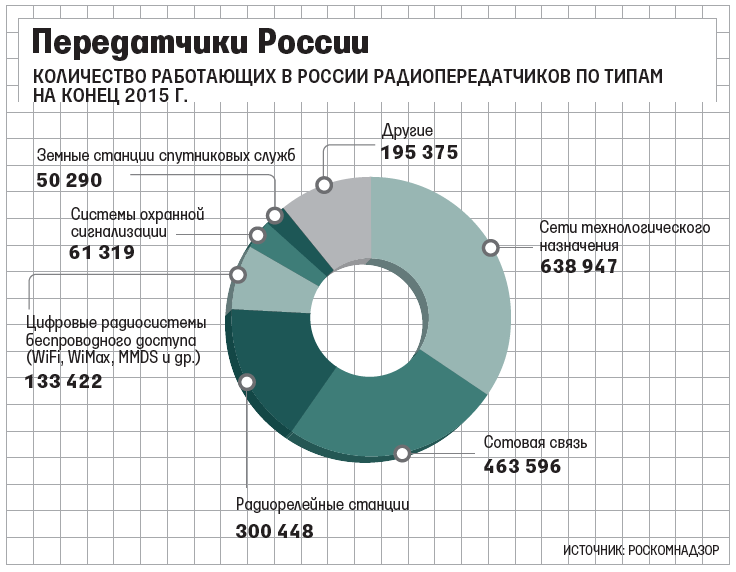 Передатчики России
КОЛИЧЕСТВО РАБОТАЮЩИХ В РОССИИ РАДИОПЕРЕДАТЧИКОВ ПО ТИПАМ
НА КОНЕЦ 2015 Г.
Другие
195 375
Земные станции спутниковых служб
50 290
Системы охранной
сигнализации
61 319
Сети технологического
назначения
638 947
Цифровые радиосистемы
беспроводного доступа
(WiFi, WiMax, MMDS и др.)
133 422
Сотовая связь
463 596
Радиорелейные станции
300 448
ИСТОЧНИК: РОСКОМНАДЗОР